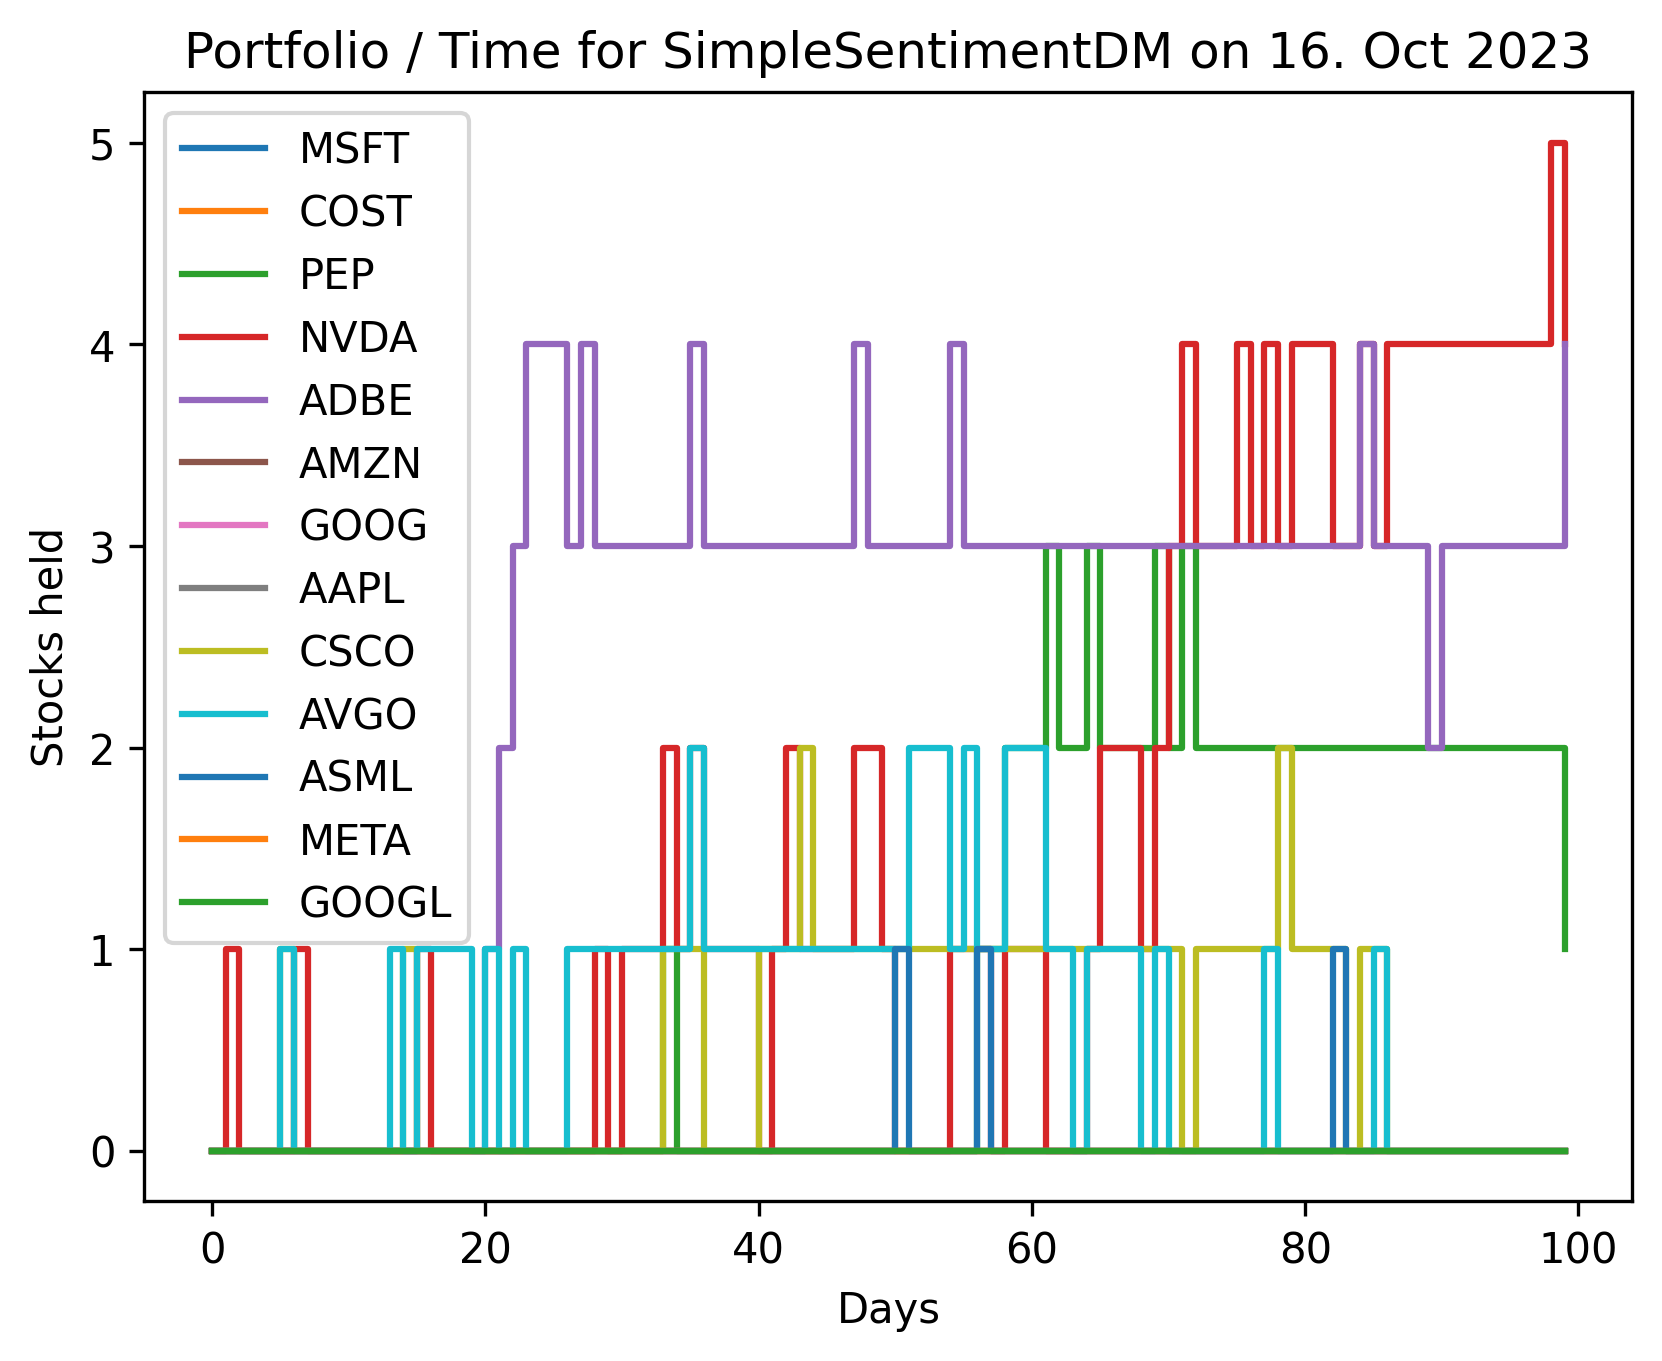 Portfolio / Time for SimpleSentimentDM on 16. Oct 2023
MSFT
COST
PEP
NVDA
ADBE
AMZN
GOOG
AAPL
CSCO
AVGO
ASML
META
GOOGL
5
4
3
2
1
0
Stocks held
0 20 40 60 80 100
Days